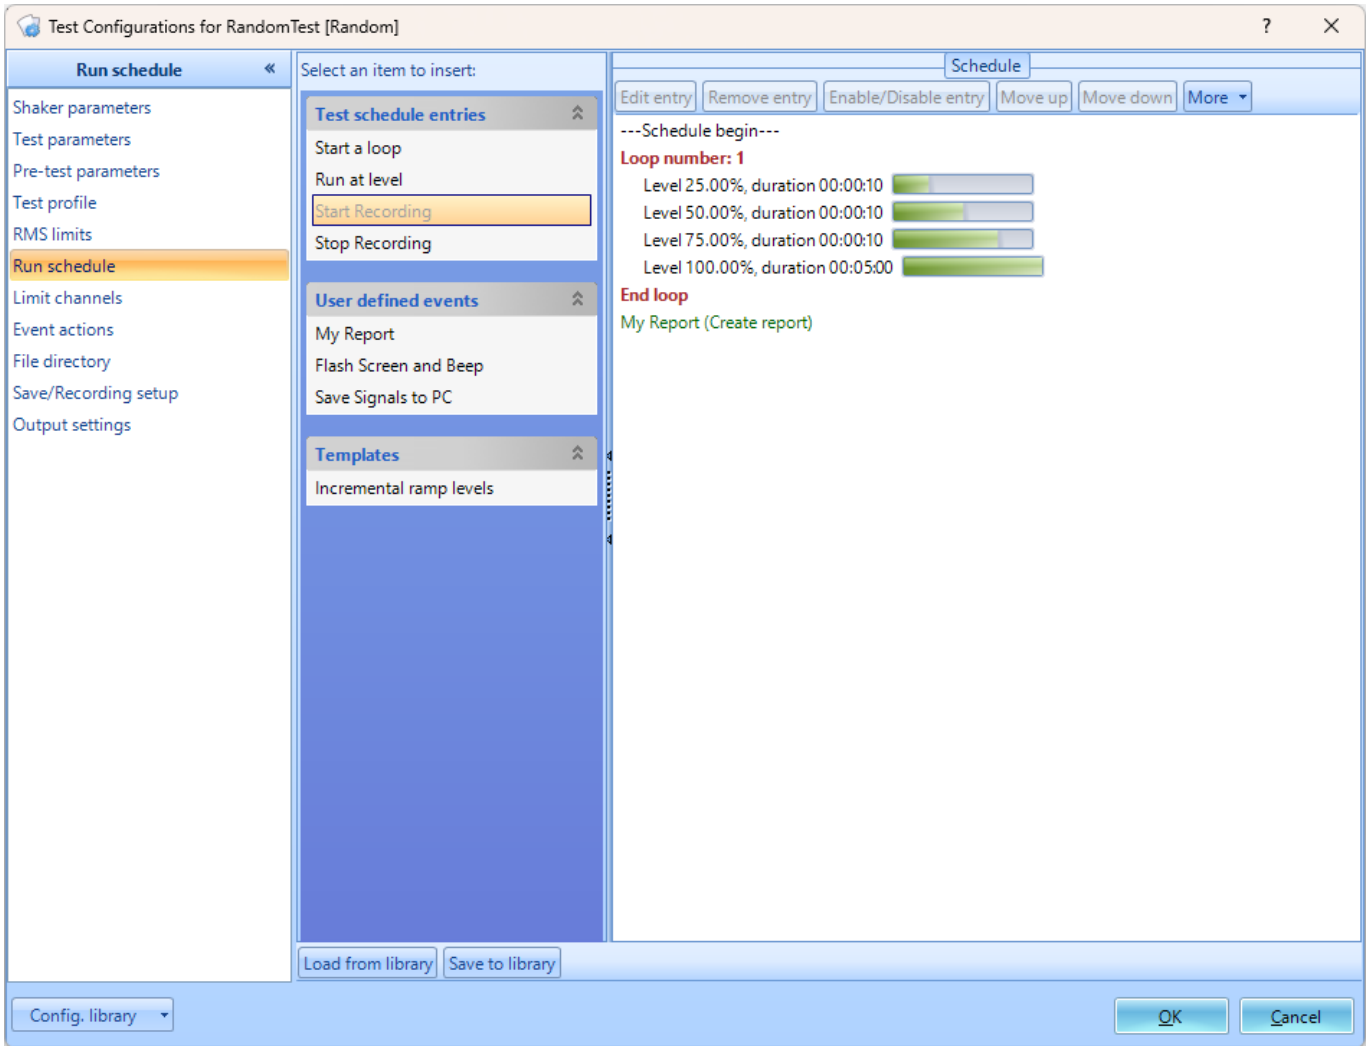 Test Configurations for RandomTest [Random]
?
Run schedule «
Shaker parameters
Test parameters
Pre-test parameters
Test profile
RMS limits
Run schedule
Limit channels
Event actions
File directory
Save/Recording setup
Output settings
Select an item to insert:
Test schedule entries
Start a loop
Run at level
Start Recording
Stop Recording
User defined events
My Report
Flash Screen and Beep
Save Signals to PC
Templates
Incremental ramp levels
Schedule
Edit entry Remove entry Enable/Disable entry Move up Move down More
---Schedule begin---
Loop number: 1
Level 25.00%, duration 00:00:10
Level 50.00%, duration 00:00:10
Level 75.00%, duration 00:00:10
Level 100.00%, duration 00:05:00
End loop
My Report (Create report)
Load from library Save to library
Config. library
OK Cancel